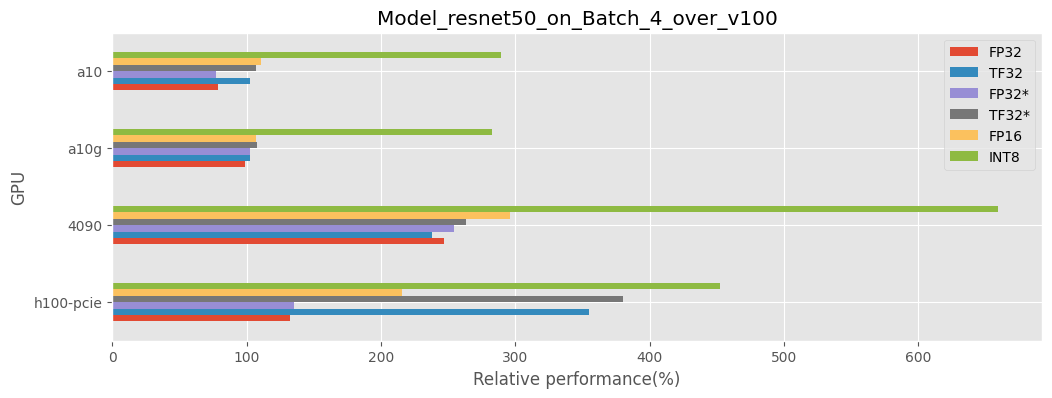 Model_resnet50_on_Batch_4_over_v100
FP32
TF32
FP32*
TF32*
FP16
INT8
a10
a10g
4090
h100-pcie
GPU
0 100 200 300 400 500 600
Relative performance(%)